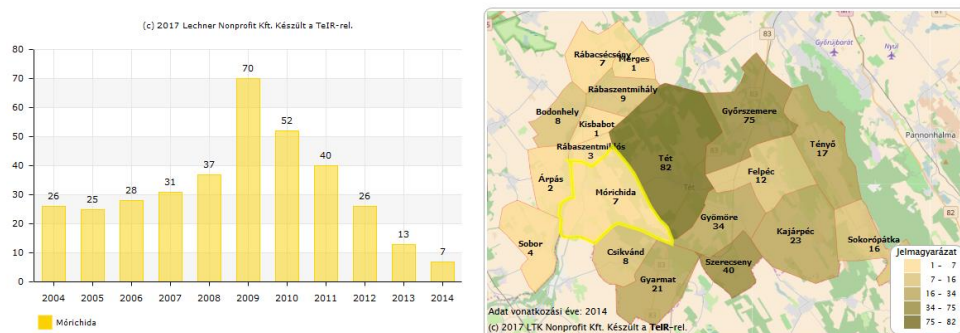 (c) 2017 Lechner Nonprofit Kft. Készült a TeIR-rel.
80
70
60
50
40
30
20
10
0
26
25
28
31
37
70
52
40
26
13
7
2004
2005
2006
2007
2008
2009
2010
2011
2012
2013
2014
Mórichida
83
Győrújbarát
Nyúl
Rábacsécsény
7
Mérges
1
Rábaszentmihály
9
Bodonhely
8
Győrszemere
75
Kisbabot
1
Pannonhalma
Tényő
17
Rábaszentmiklós
3
Tét
82
Tét
Árpás
2
Felpéc
12
Mórichida
7
82
Gyömöre
34
Kajárpéc
23
Sokorópátka
16
Sobor
4
Csikvánd
8
Szerecseny
40
Gyarmat
21
83
Jelmagyarázat
1 - 7
7 - 16
16 - 34
34 - 75
75 - 82
Adat vonatkozási éve: 2014
(c) 2017 LTK Nonprofit Kft. Készült a TeIR-rel.